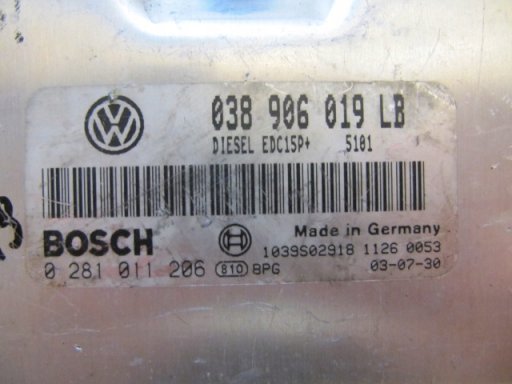 038 906 019 LB
DIESEL EDC15P+ 5101
BOSCH
Made in Germany
1039S02918 1126 0053
0 281 011 206 810 BPG 03-07-30